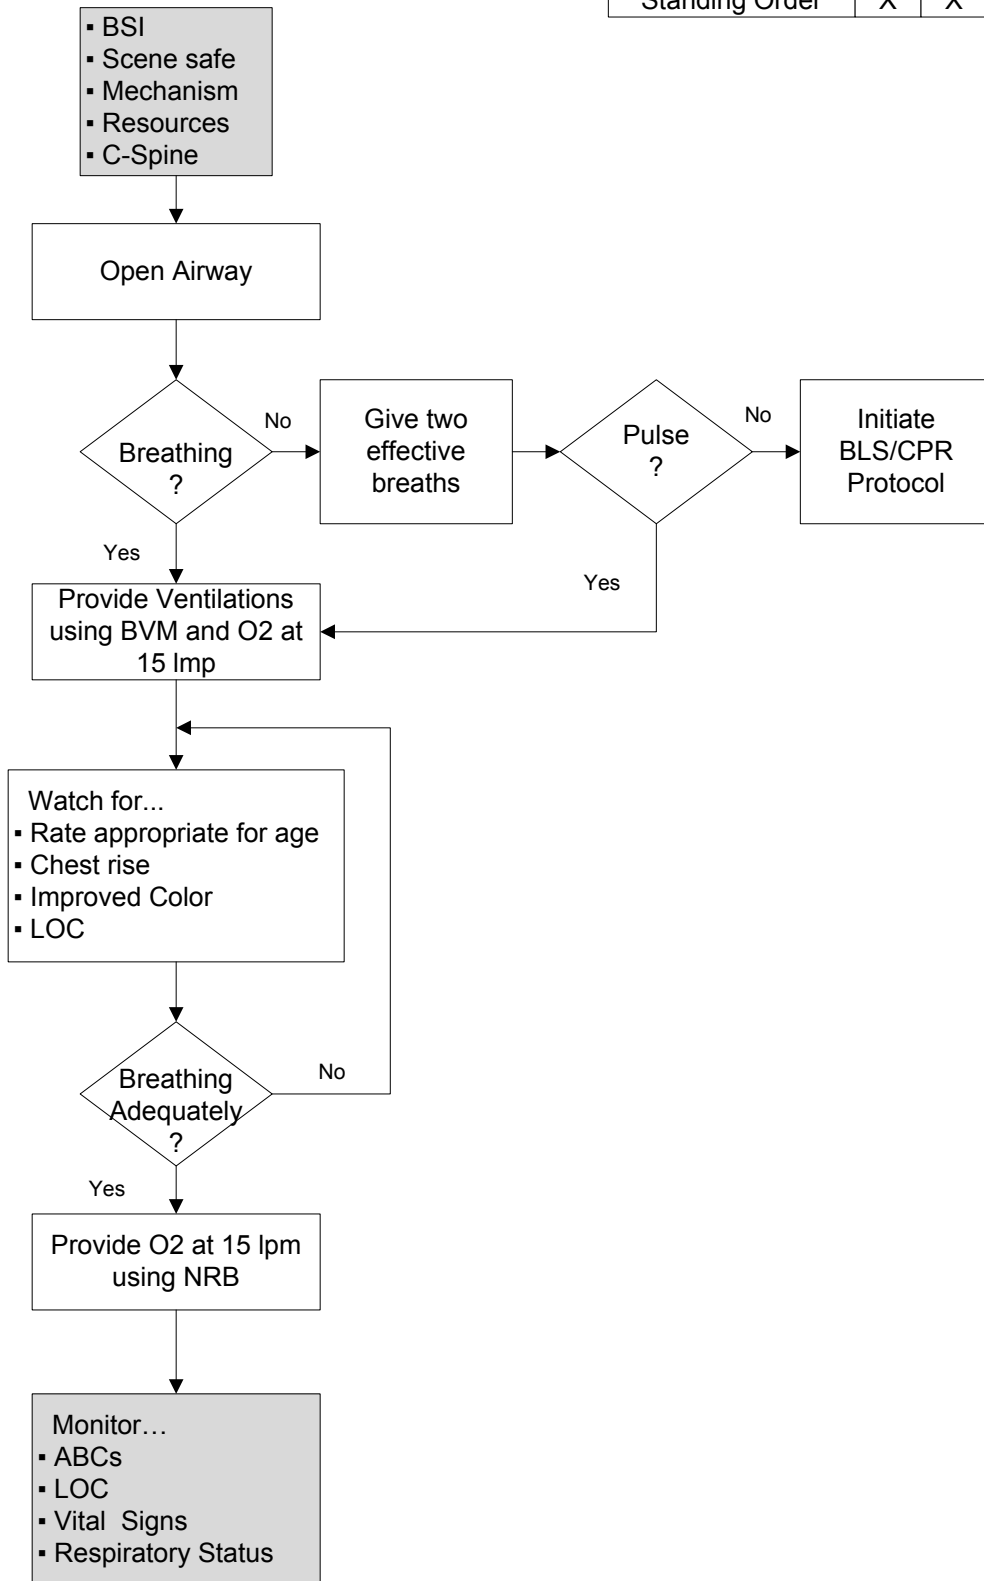 Standing Order X X
▪ BSI
▪ Scene safe
▪ Mechanism
▪ Resources
▪ C-Spine
Open Airway
Breathing
?
No
Give two
effective
breaths
Pulse
?
No
Initiate
BLS/CPR
Protocol
Yes
Yes
Provide Ventilations
using BVM and O2 at
15 lmp
Watch for...
▪ Rate appropriate for age
▪ Chest rise
▪ Improved Color
▪ LOC
Breathing
Adequately
?
No
Yes
Provide O2 at 15 lpm
using NRB
Monitor…
▪ ABCs
▪ LOC
▪ Vital Signs
▪ Respiratory Status